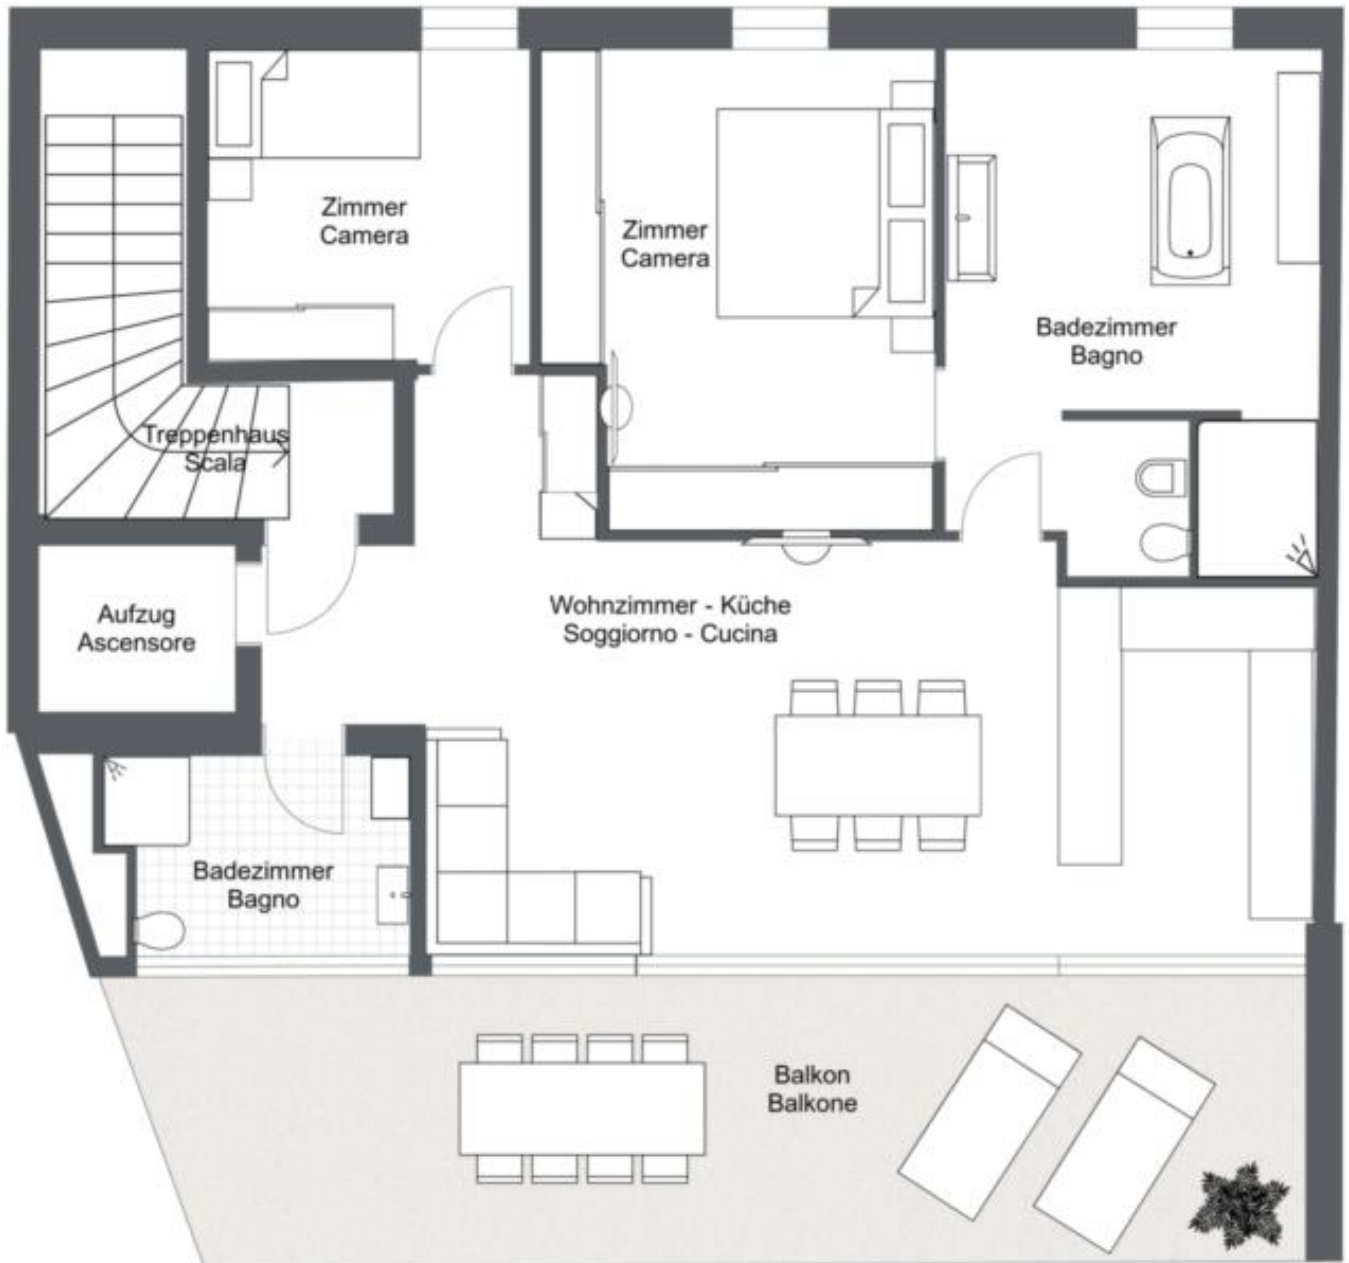 Zimmer
Camera
Zimmer
Camera
Badezimmer
Bagno
Treppenhaus
Scala
Aufzug
Ascensore
Wohnzimmer - Küche
Soggiorno - Cucina
Badezimmer
Bagno
Balkon
Balkone